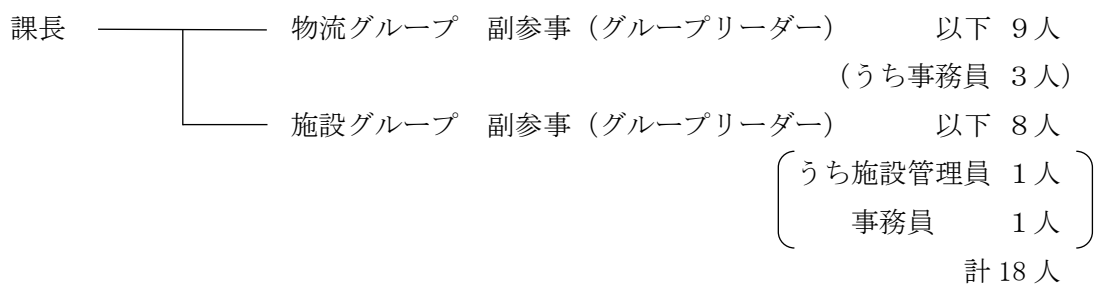 課長 物流グループ 副参事（グループリーダー） 以下 ９人
（うち事務員 ３人）
施設グループ 副参事（グループリーダー） 以下 ８人
うち施設管理員 １人
事務員 １人
計 18 人